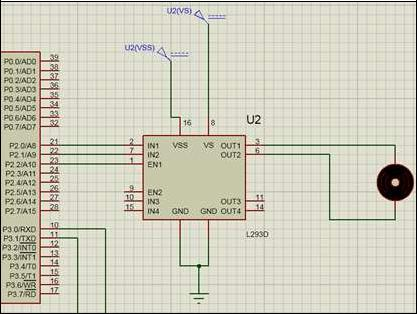 U2(VS)
U2(VSS)
U2
P0.0/AD0 39
P0.1/AD1 38
P0.2/AD2 37
P0.3/AD3 36
P0.4/AD4 35
P0.5/AD5 34
P0.6/AD6 33
P0.7/AD7 32
P2.0/A8 21
P2.1/A9 22
P2.2/A10 23
P2.3/A11 24
P2.4/A12 25
P2.5/A13 26
P2.6/A14 27
P2.7/A15 28
P3.0/RXD 10
P3.1/TXD 11
P3.2/INT0 12
P3.3/INT1 13
P3.4/T0 14
P3.5/T1 15
P3.6/WR 16
P3.7/RD 17
16 8
VSS VS
2 IN1 OUT1 3
7 IN2 OUT2 6
1 EN1
9 EN2
10 IN3 OUT3 11
15 IN4 OUT4 14
GND GND
L293D